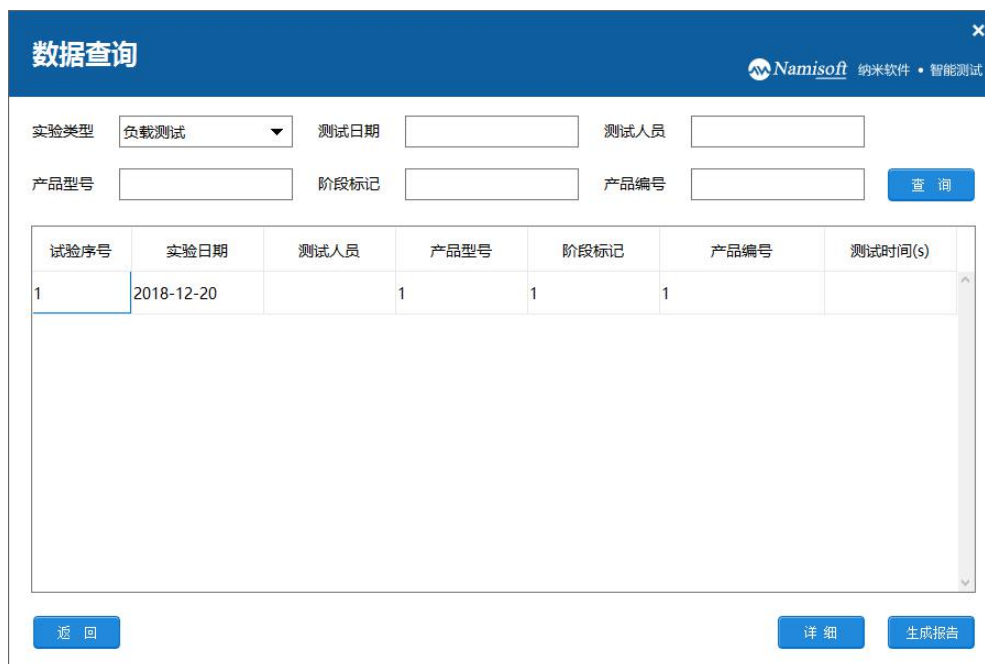 ×
数据查询
Namisoft 纳米软件 • 智能测试
实验类型 负载测试 测试日期 测试人员
产品型号 阶段标记 产品编号 查 询
试验序号 实验日期 测试人员 产品型号 阶段标记 产品编号 测试时间(s)
1 2018-12-20 1 1 1
返 回 详 细 生成报告